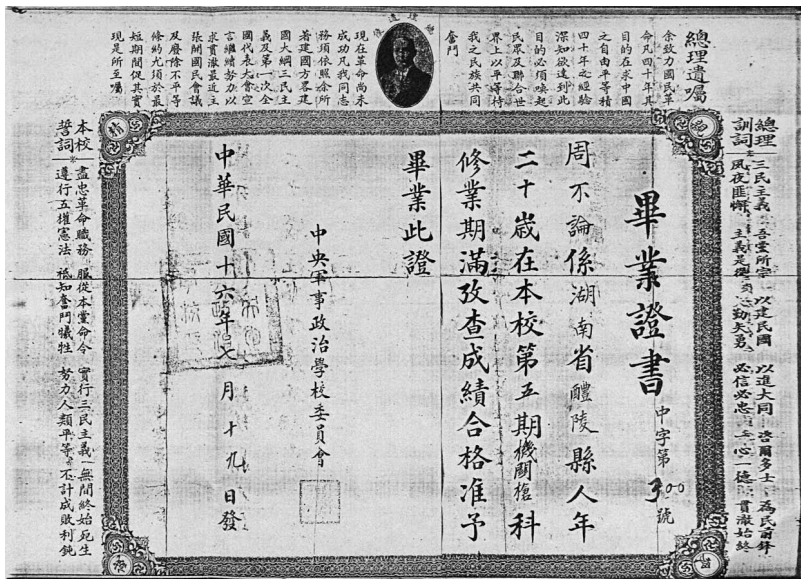 總理遺像
總理遺囑
余致力國民革
命凡四十年其
目的在求中國
之自由平等積
四十年之經驗
深知欲達到此
目的必須喚起
民眾及聯合世
界上以平等待
我之民族共同
奮鬥
現在革命尚未
成功凡我同志
務須依照余所
著建國方畧建
國大綱三民主
義及第一次全
國代表大會宣
言繼續努力以
求貫澈最近主
張開國民會議
及廢除不平等
條約尤須於最
短期間促其實
現是所至囑
總理訓詞
三民主義 吾黨所宗 以建民國 以進大同 咨爾多士 為民前鋒
夙夜匪懈 主義是從 矢勤矢勇 必信必忠 一心一德 貫澈始終
畢業證書
中字第300號
周不論係湖南省醴陵縣人年
二十歲在本校第五期機關槍科
修業期滿攷查成績合格准予
畢業此證
中央軍事政治學校委員會
中華民國十六年七月十九日發
本校誓詞
盡忠革命職務 服從本黨命令 實行三民主義 無間終始死生
遵行五權憲法 祗知奮鬥犧牲 努力人類平等 不計成敗利鈍
精